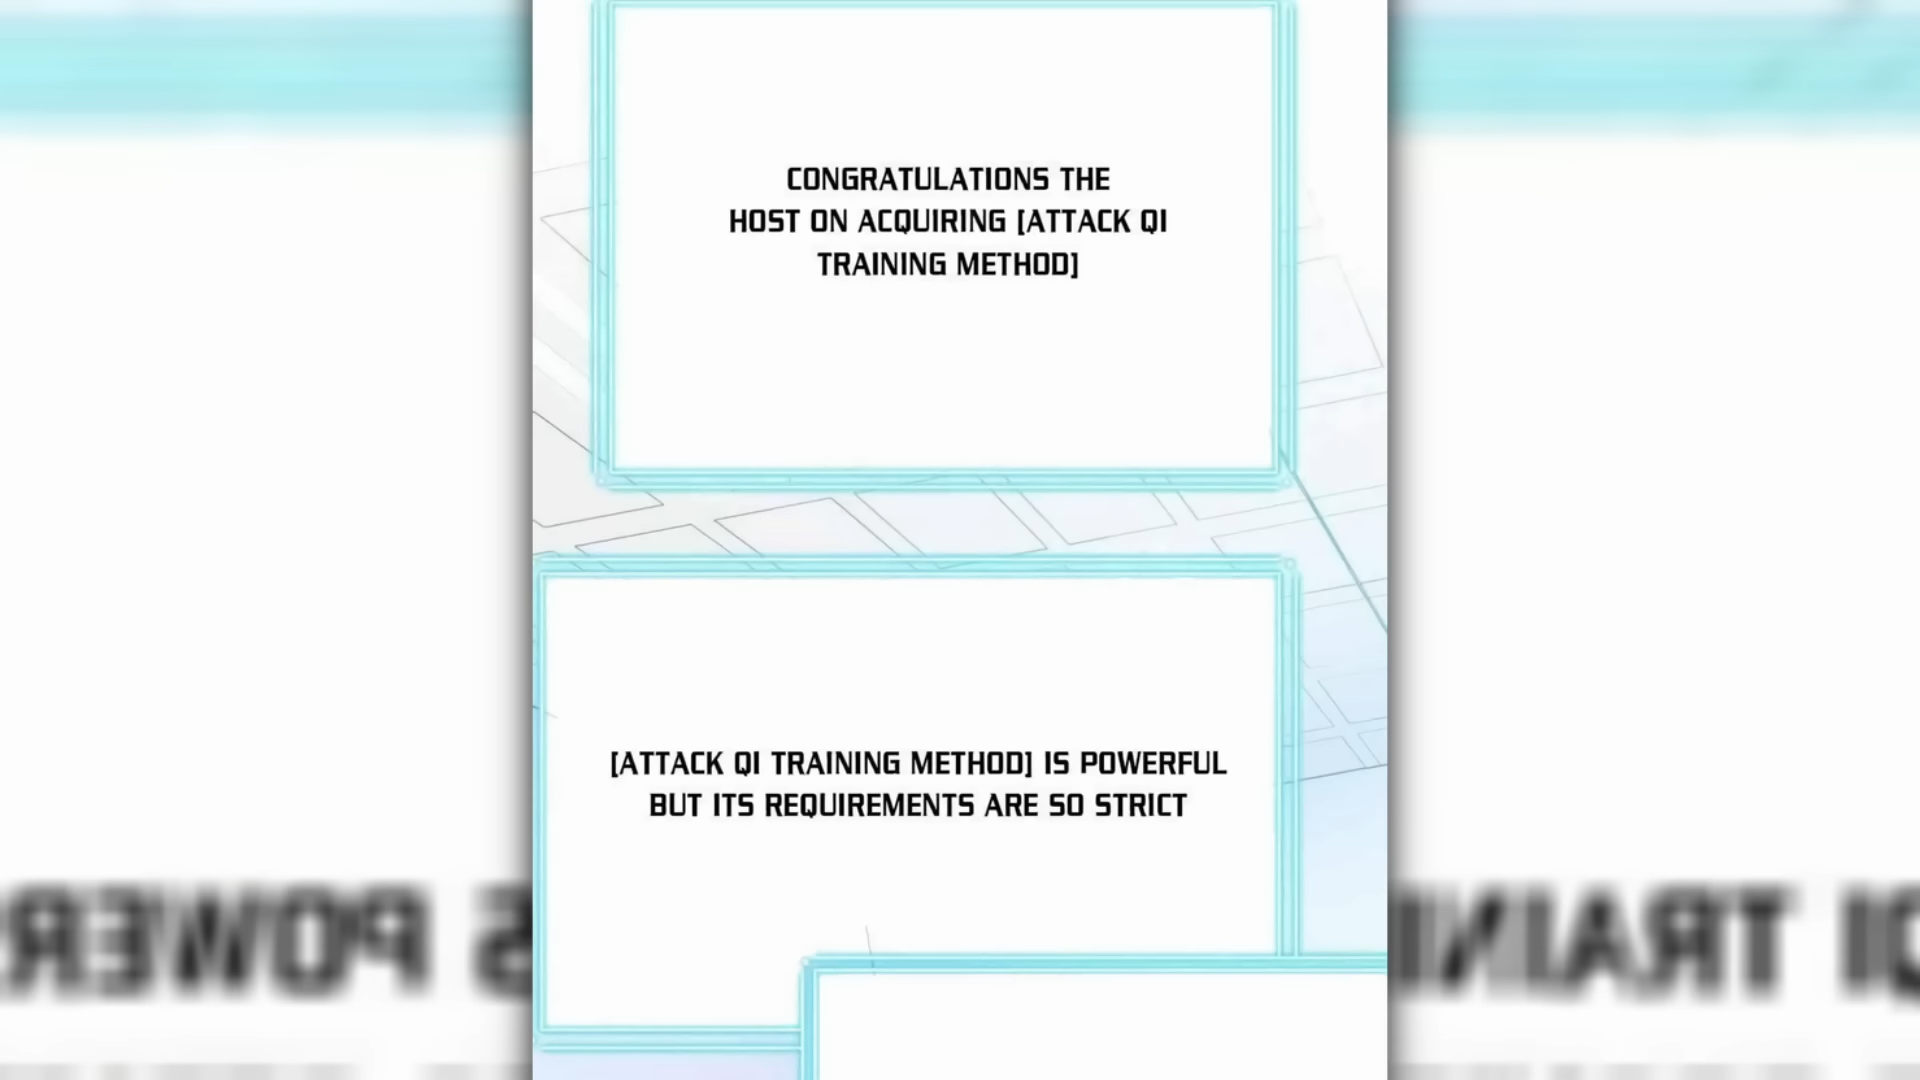 CONGRATULATIONS THE
HOST ON ACQUIRING [ATTACK QI
TRAINING METHOD]
[ATTACK QI TRAINING METHOD] IS POWERFUL
BUT ITS REQUIREMENTS ARE SO STRICT